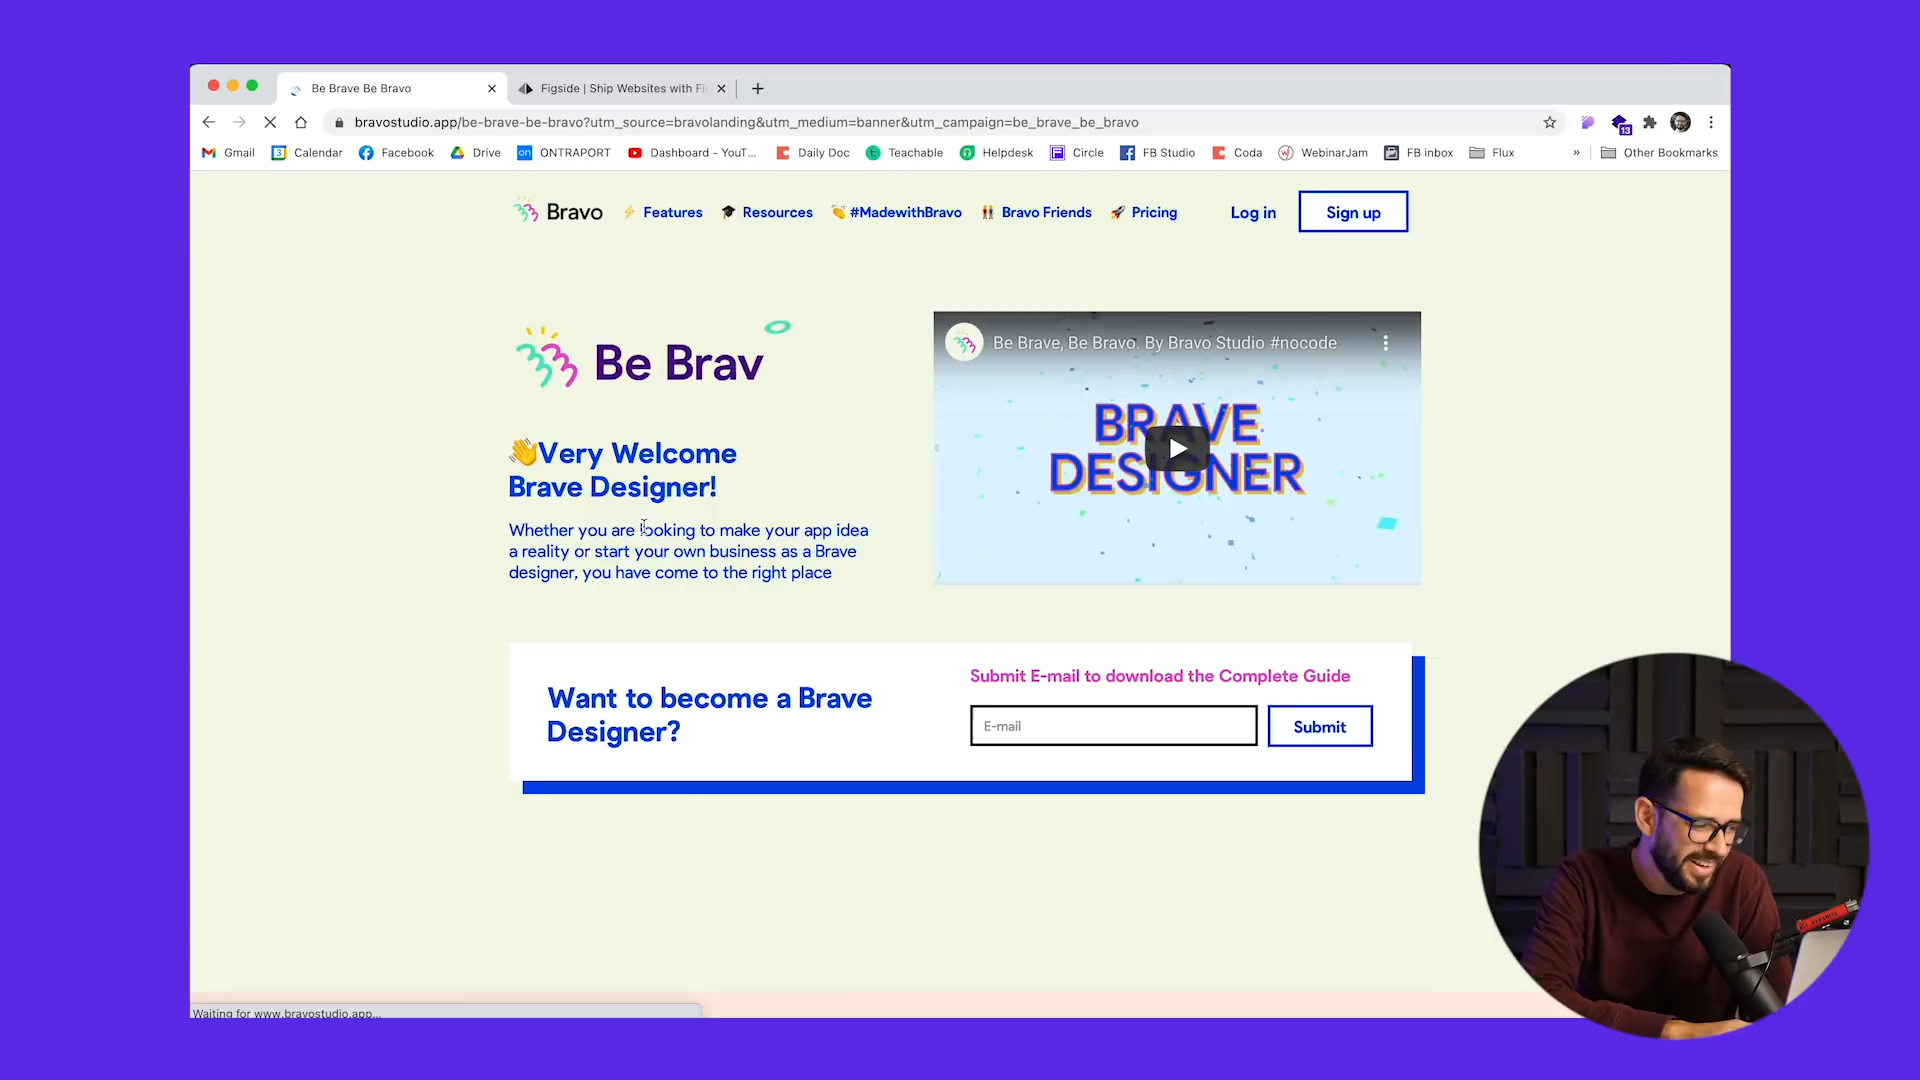 Be Brave Be Bravo
Figside | Ship Websites with Fi
bravostudio.app/be-brave-be-bravo?utm_source=bravolanding&utm_medium=banner&utm_campaign=be_brave_be_bravo
13
Gmail
3 Calendar
Facebook
Drive
on ONTRAPORT
Dashboard - YouT...
Daily Doc
Teachable
Helpdesk
Circle
FB Studio
Coda
WebinarJam
FB inbox
Flux
»
Other Bookmarks
Bravo
Features
Resources
#MadewithBravo
Bravo Friends
Pricing
Log in
Sign up
Be Brav
Be Brave, Be Bravo. By Bravo Studio #nocode
BRAVE
DESIGNER
👋Very Welcome
Brave Designer!
Whether you are looking to make your app idea
a reality or start your own business as a Brave
designer, you have come to the right place
Want to become a Brave
Designer?
Submit E-mail to download the Complete Guide
E-mail
Submit
Waiting for www.bravostudio.app...